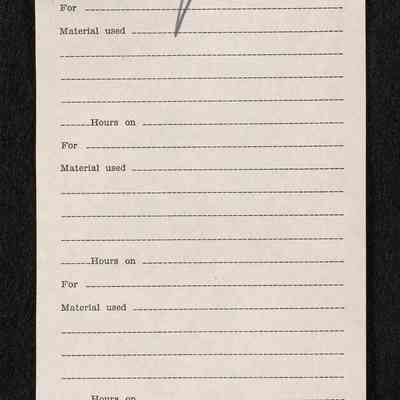 For
Material used
Hours on
For
Material used
Hours on
For
Material used
Hours on